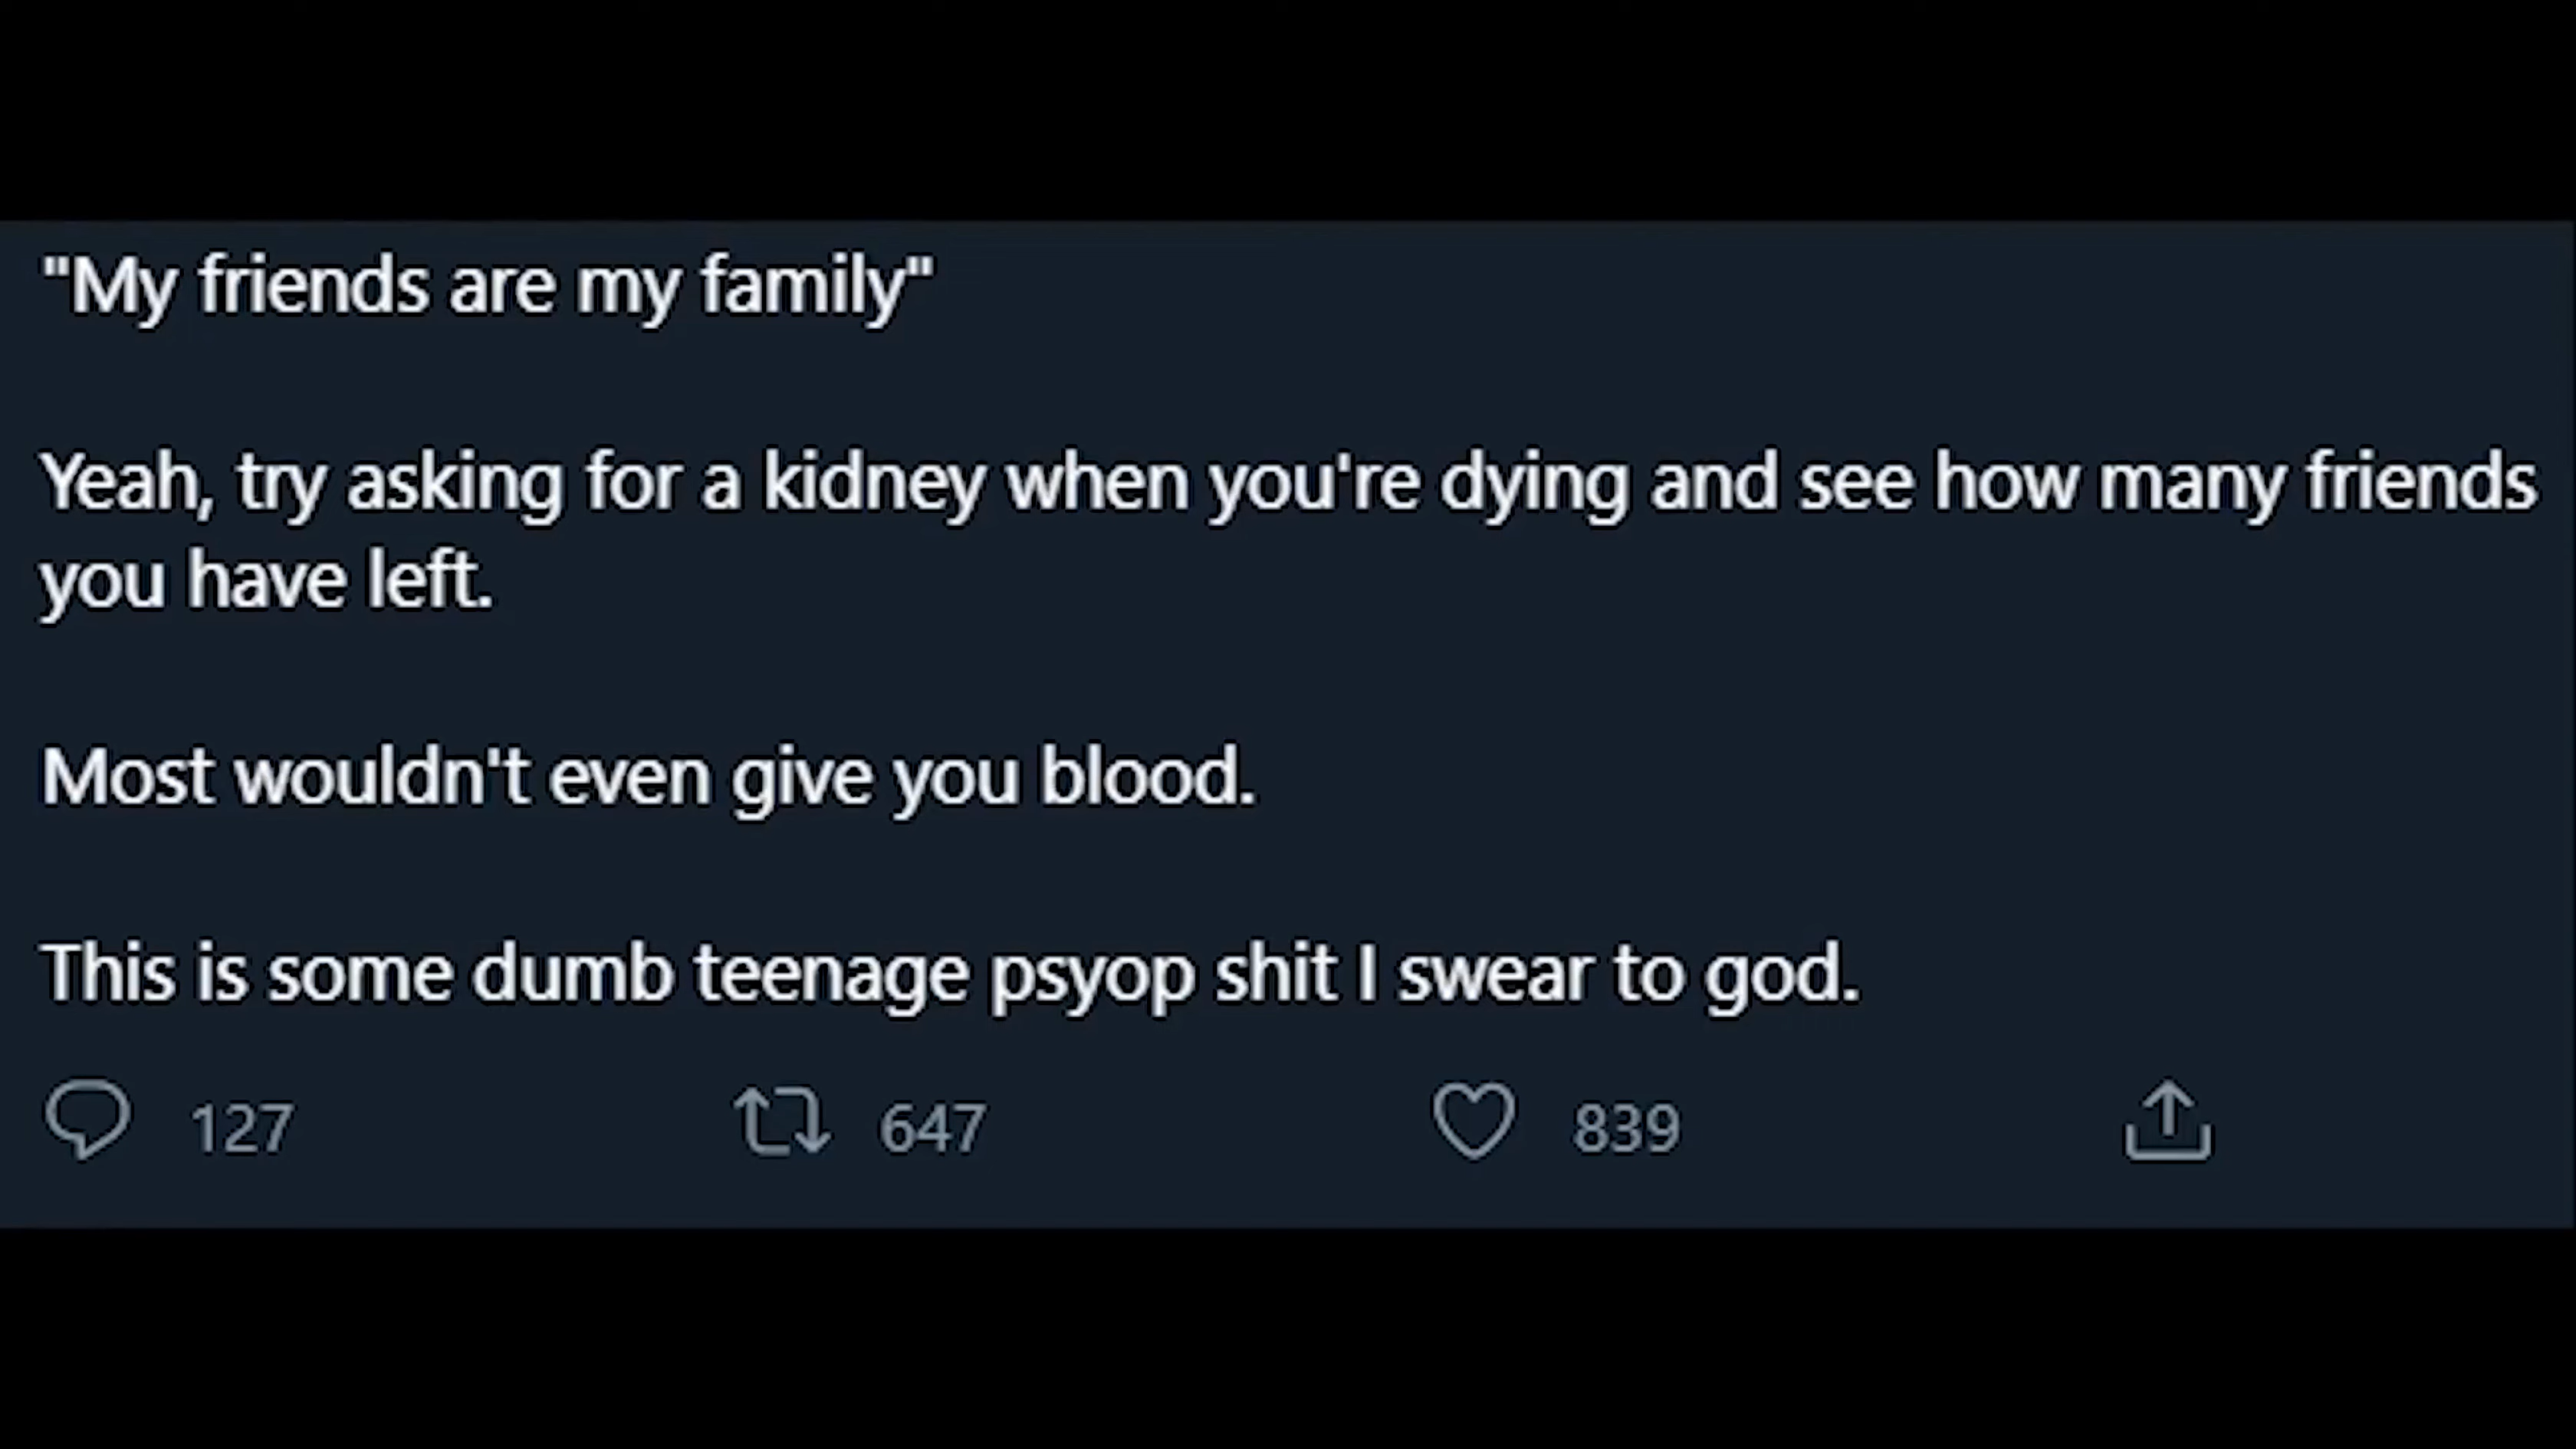 "My friends are my family"
Yeah, try asking for a kidney when you're dying and see how many friends
you have left.
Most wouldn't even give you blood.
This is some dumb teenage psyop shit I swear to god.
127 647 839